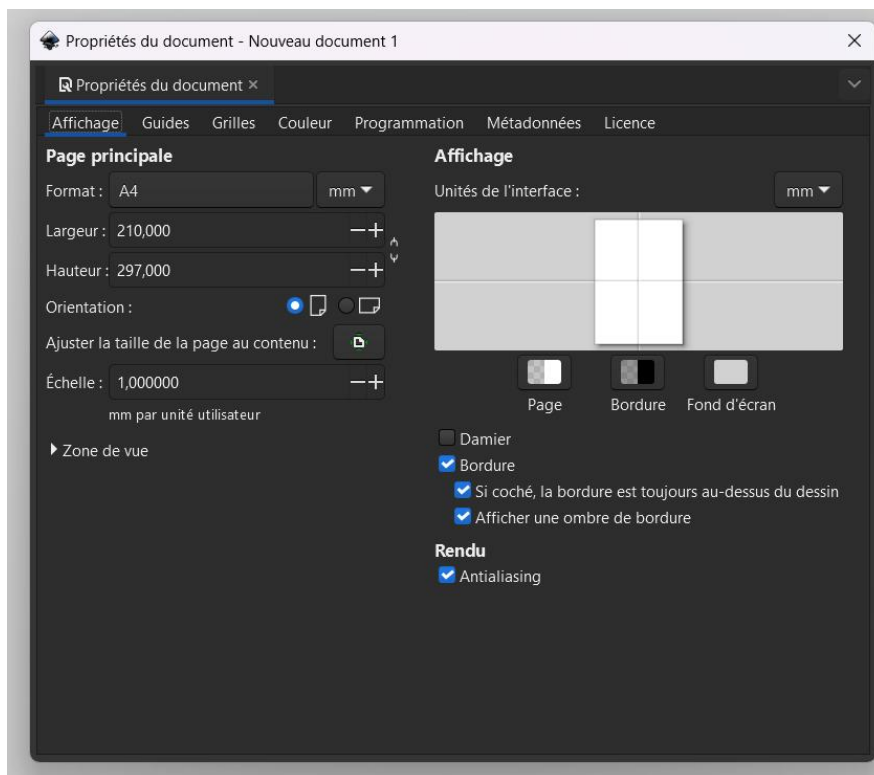 Propriétés du document - Nouveau document 1
Propriétés du document
Affichage Guides Grilles Couleur Programmation Métadonnées Licence
Page principale
Format : A4 mm
Largeur : 210,000
Hauteur : 297,000
Orientation :
Ajuster la taille de la page au contenu :
Échelle : 1,000000
mm par unité utilisateur
Zone de vue
Affichage
Unités de l'interface : mm
Page Bordure Fond d'écran
Damier
Bordure
Si coché, la bordure est toujours au-dessus du dessin
Afficher une ombre de bordure
Rendu
Antialiasing